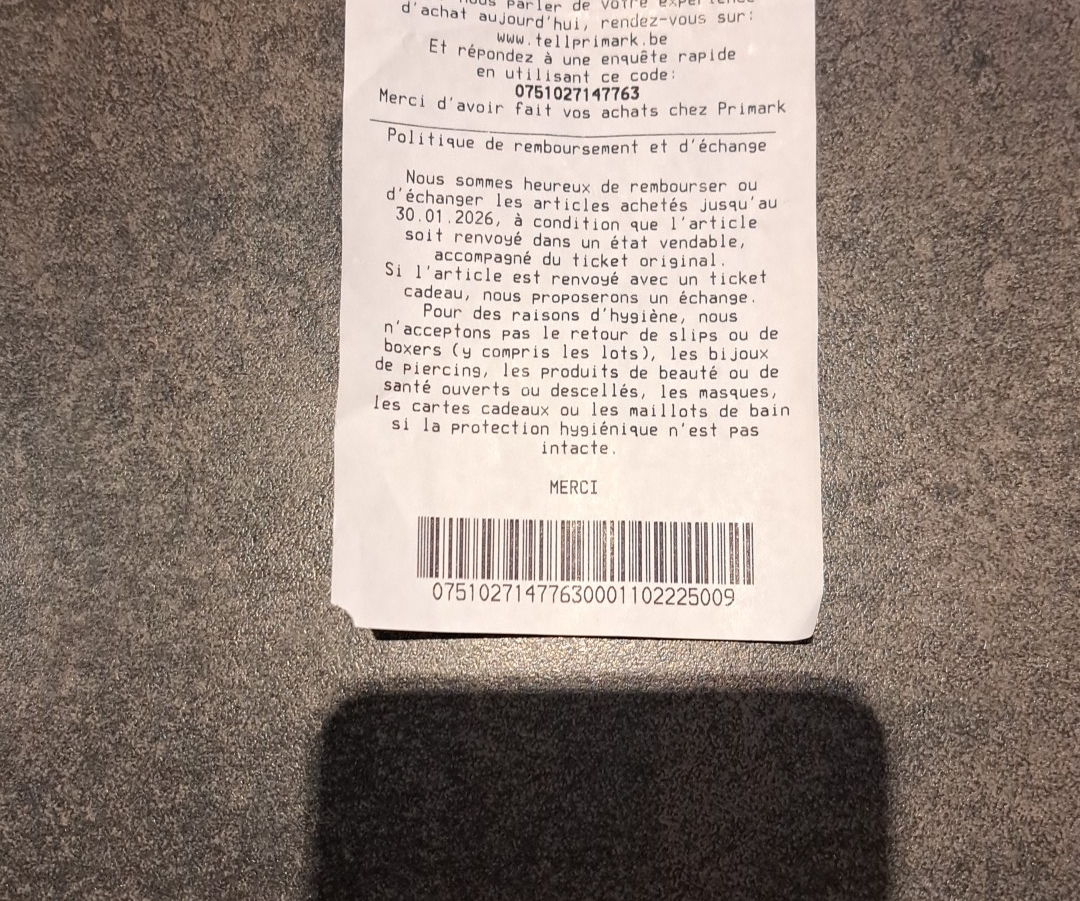 nous parler de votre expérience
d'achat aujourd'hui, rendez-vous sur:
www.tellprimark.be
Et répondez à une enquête rapide
en utilisant ce code:
0751027147763
Merci d'avoir fait vos achats chez Primark
Politique de remboursement et d'échange
Nous sommes heureux de rembourser ou
d'échanger les articles achetés jusqu'au
30.01.2026, à condition que l'article
soit renvoyé dans un état vendable,
accompagné du ticket original.
Si l'article est renvoyé avec un ticket
cadeau, nous proposerons un échange.
Pour des raisons d'hygiène, nous
n'acceptons pas le retour de slips ou de
boxers (y compris les lots), les bijoux
de piercing, les produits de beauté ou de
santé ouverts ou descellés, les masques,
les cartes cadeaux ou les maillots de bain
si la protection hygiénique n'est pas
intacte.
MERCI
07510271477630001102225009